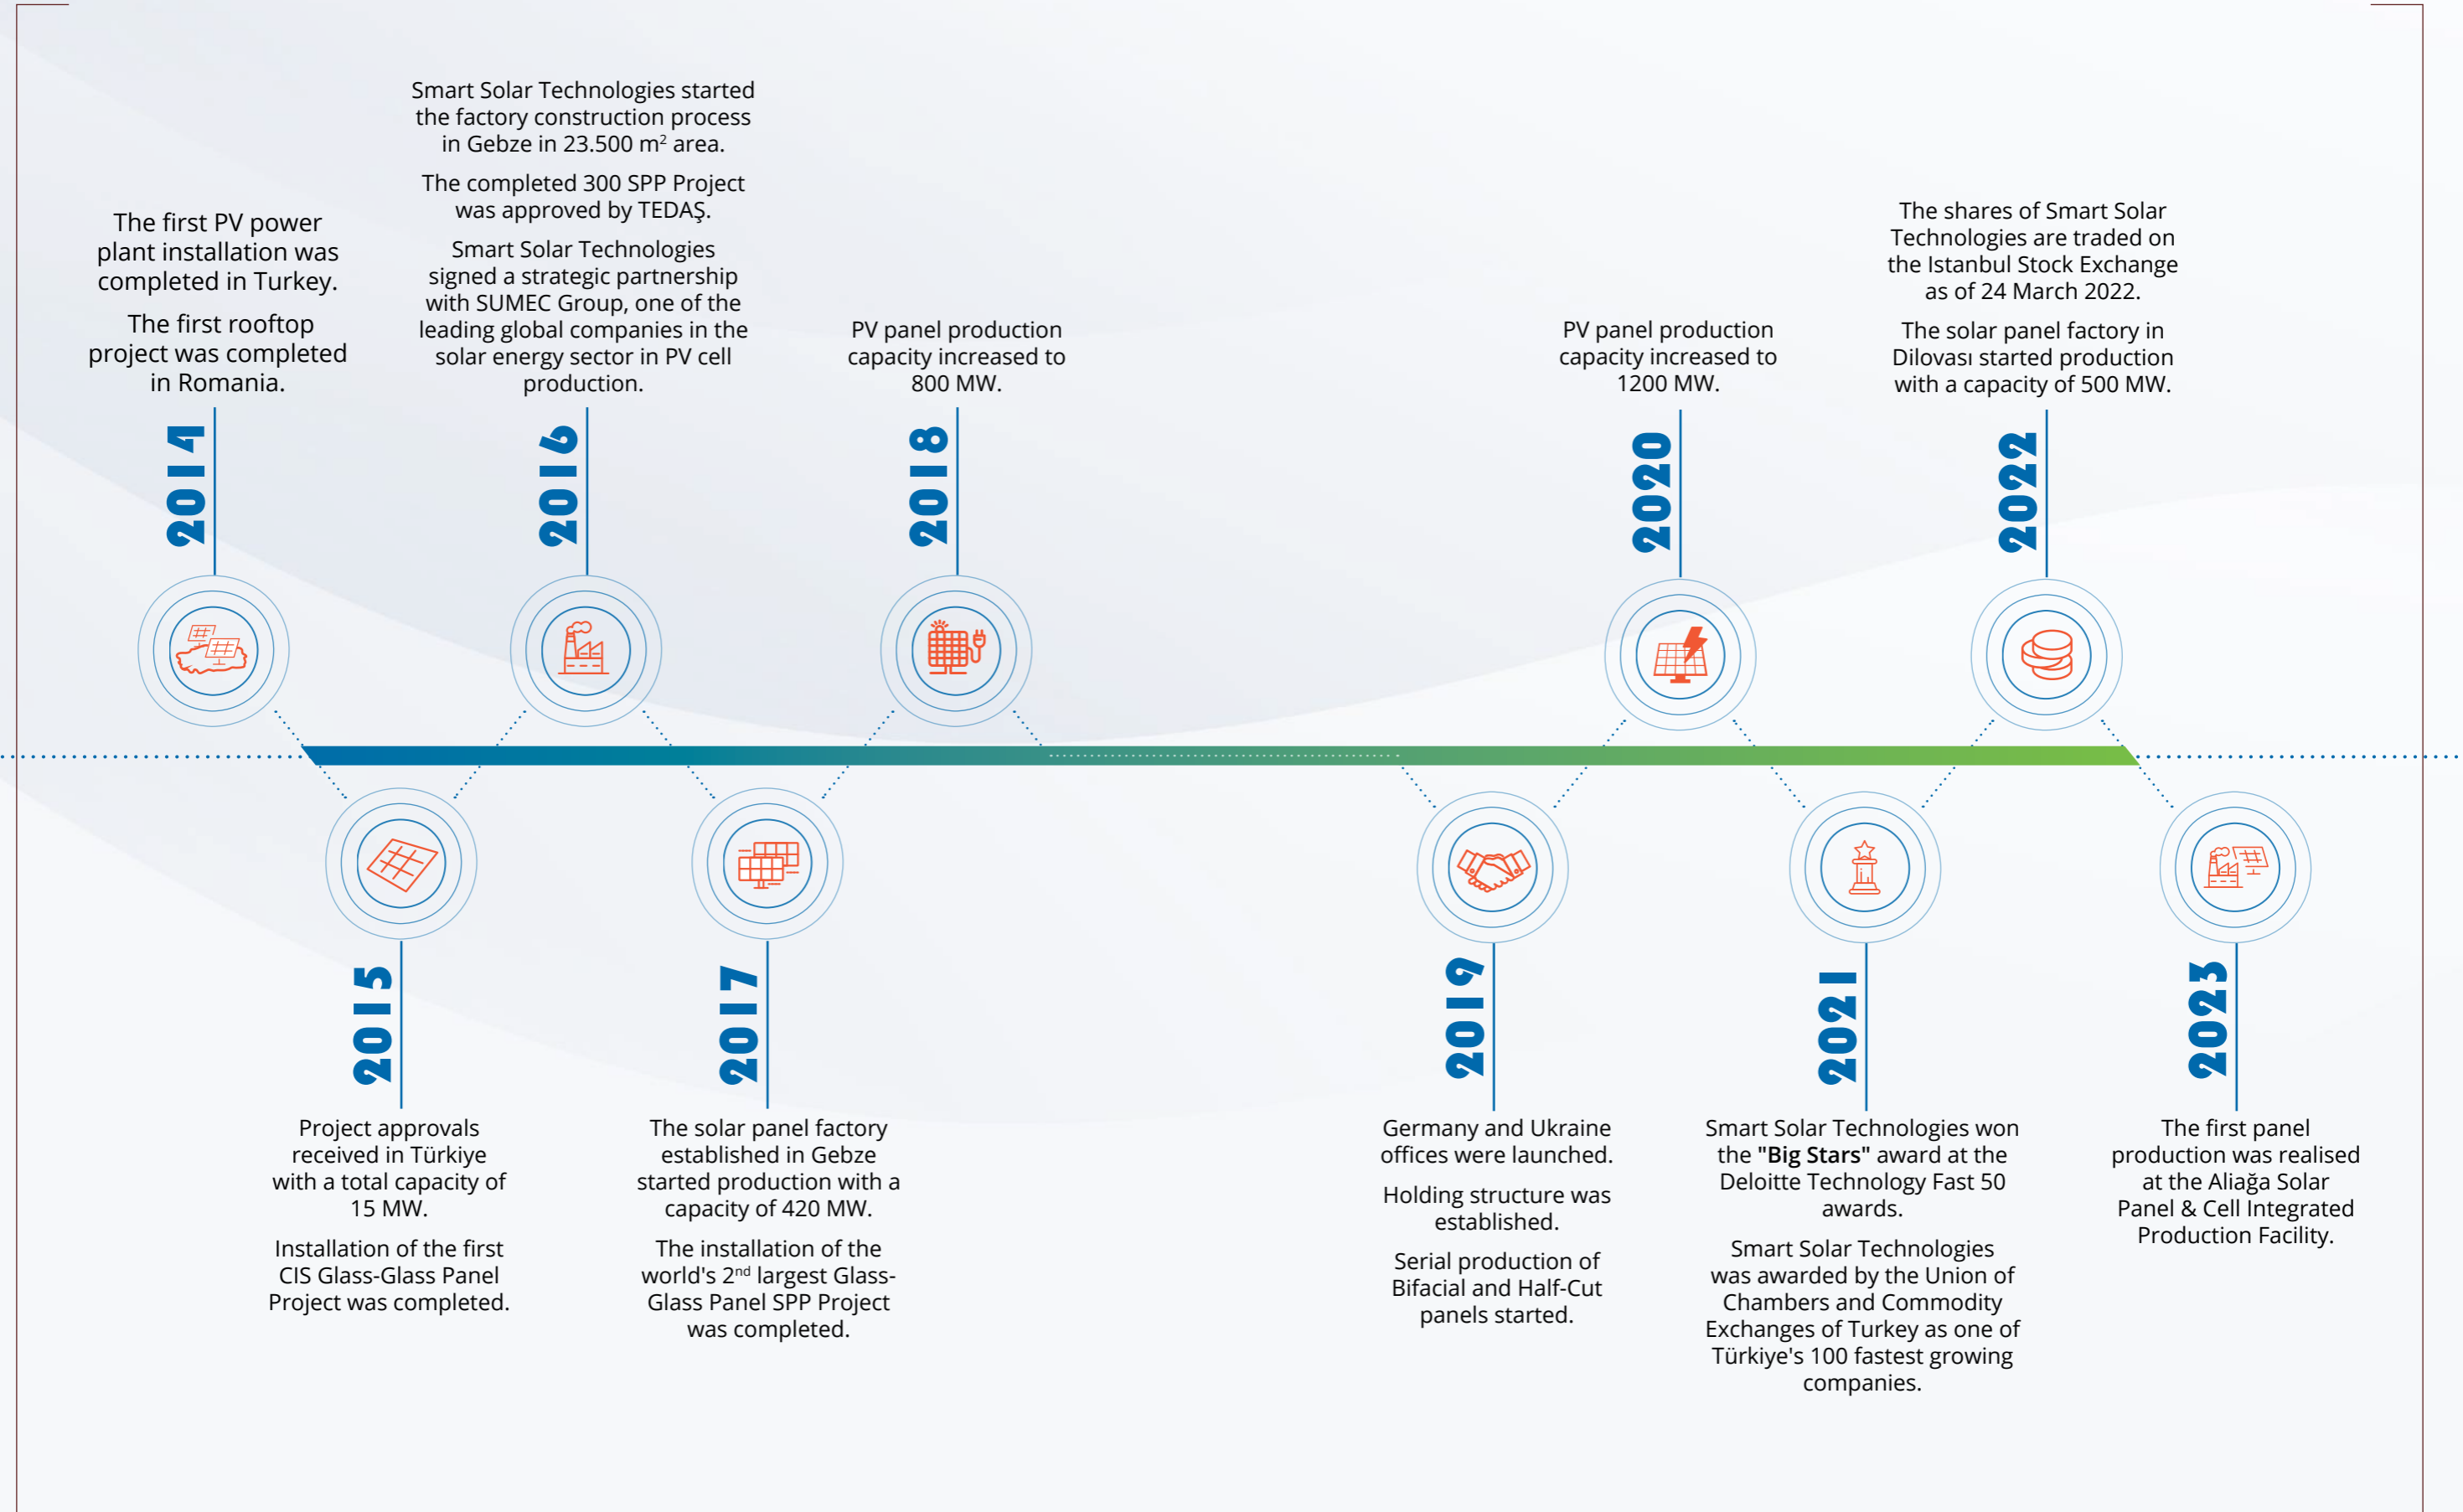 The first PV power
plant installation was
completed in Turkey.
The first rooftop
project was completed
in Romania.
2014
Project approvals
received in Türkiye
with a total capacity of
15 MW.
Installation of the first
CIS Glass-Glass Panel
Project was completed.
2015
Smart Solar Technologies started
the factory construction process
in Gebze in 23.500 m² area.
The completed 300 SPP Project
was approved by TEDAŞ.
Smart Solar Technologies
signed a strategic partnership
with SUMEC Group, one of the
leading global companies in the
solar energy sector in PV cell
production.
2016
2017
The solar panel factory
established in Gebze
started production with a
capacity of 420 MW.
The installation of the
world's 2nd largest Glass-
Glass Panel SPP Project
was completed.
PV panel production
capacity increased to
800 MW.
2018
2019
Germany and Ukraine
offices were launched.
Holding structure was
established.
Serial production of
Bifacial and Half-Cut
panels started.
PV panel production
capacity increased to
1200 MW.
2020
2021
Smart Solar Technologies won
the "Big Stars" award at the
Deloitte Technology Fast 50
awards.
Smart Solar Technologies
was awarded by the Union of
Chambers and Commodity
Exchanges of Turkey as one of
Türkiye's 100 fastest growing
companies.
The shares of Smart Solar
Technologies are traded on
the Istanbul Stock Exchange
as of 24 March 2022.
The solar panel factory in
Dilovası started production
with a capacity of 500 MW.
2022
2023
The first panel
production was realised
at the Aliağa Solar
Panel & Cell Integrated
Production Facility.